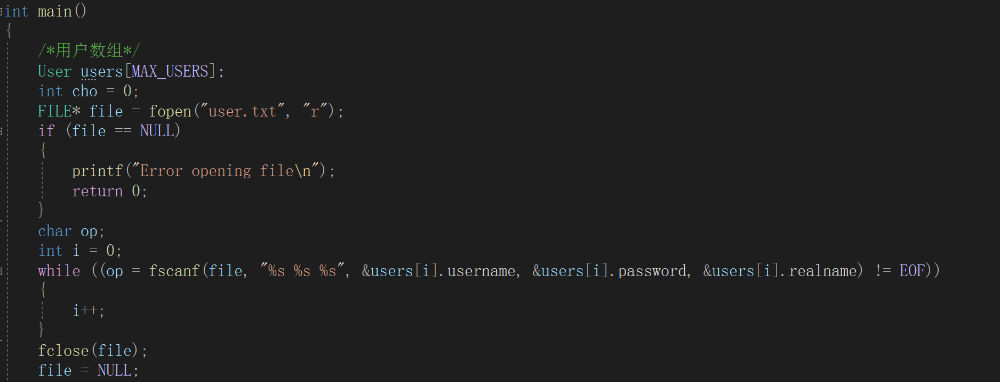 int main()
{
/*用户数组*/
User users[MAX_USERS];
int cho = 0;
FILE* file = fopen("user.txt", "r");
if (file == NULL)
{
printf("Error opening file\n");
return 0;
}
char op;
int i = 0;
while ((op = fscanf(file, "%s %s %s", &users[i].username, &users[i].password, &users[i].realname) != EOF))
{
i++;
}
fclose(file);
file = NULL;